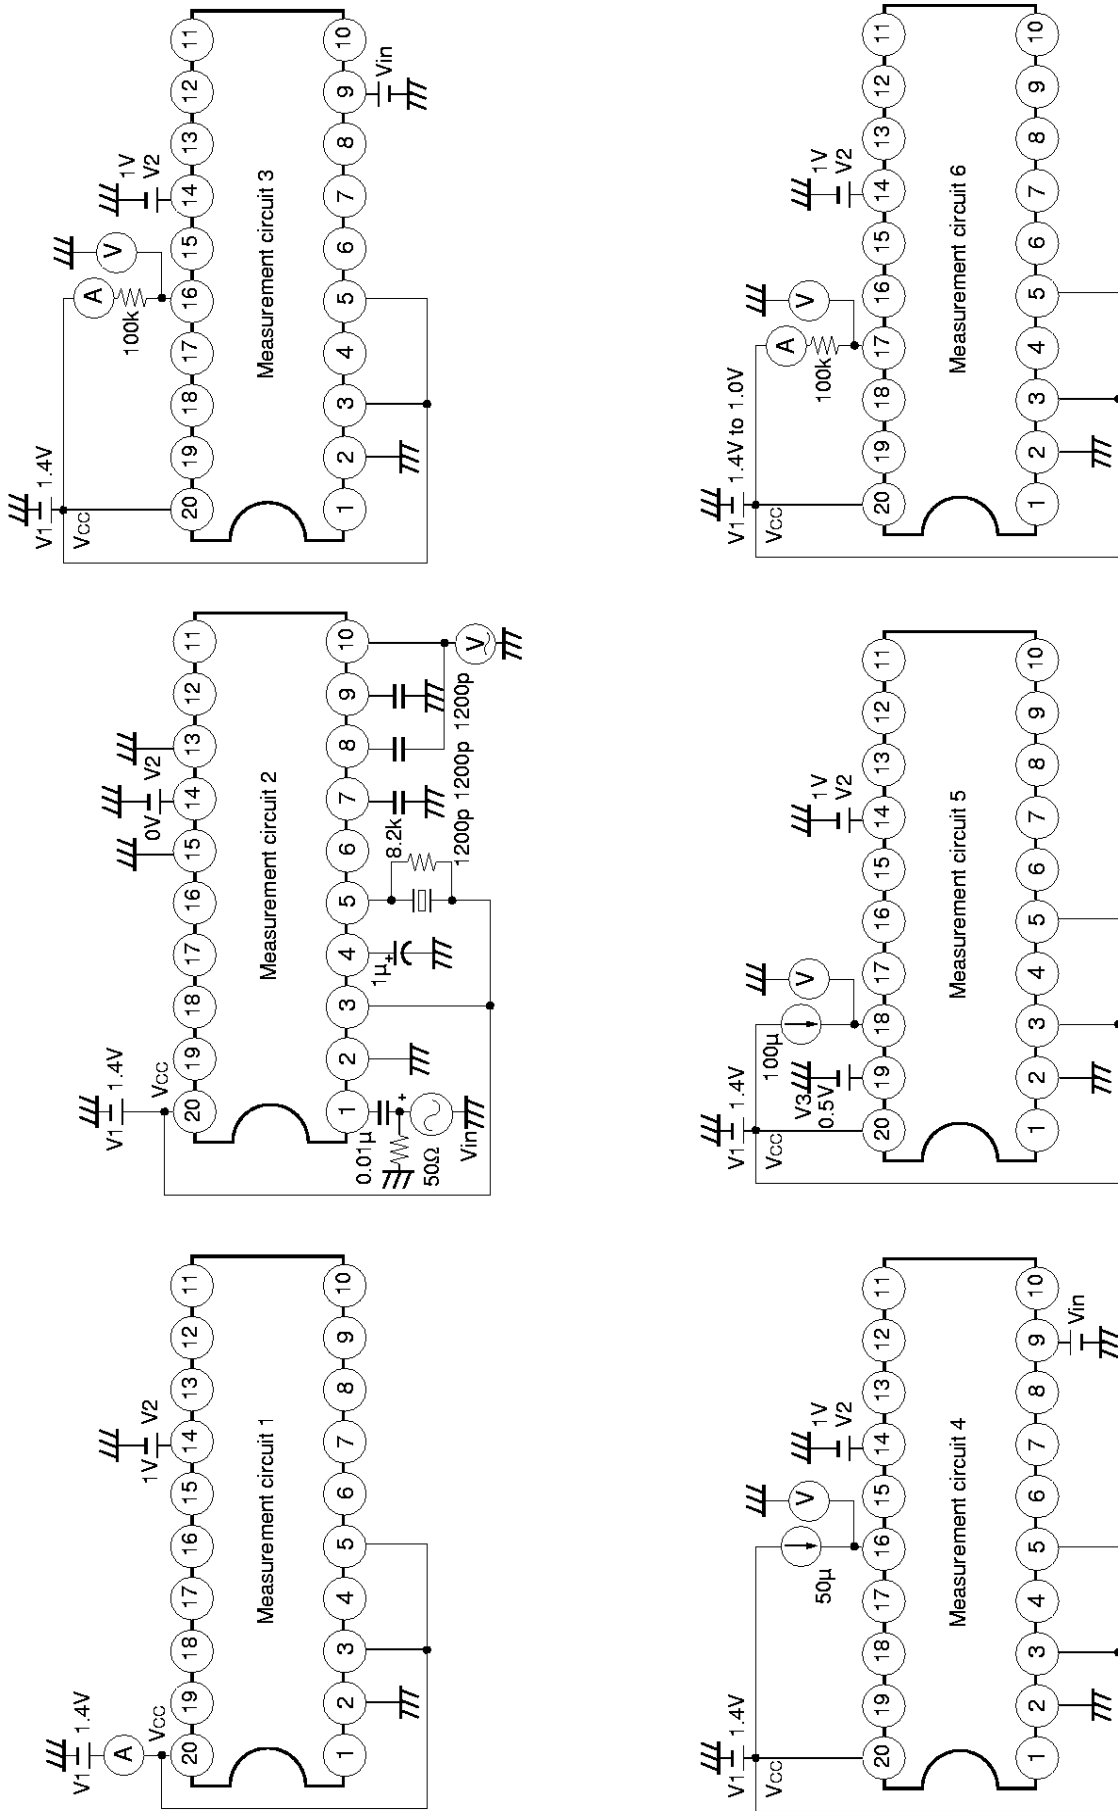 V1 1.4V
A
VCC
1V V2
20 19 18 17 16 15 14 13 12 11
Measurement circuit 1
1 2 3 4 5 6 7 8 9 10
V1 1.4V
VCC
0V V2
20 19 18 17 16 15 14 13 12 11
Measurement circuit 2
1 2 3 4 5 6 7 8 9 10
0.01µ
+
50Ω
Vin
1µ
+
8.2k
1200p 1200p 1200p
V
V1 1.4V
VCC
A
100k
V
1V
V2
20 19 18 17 16 15 14 13 12 11
Measurement circuit 3
1 2 3 4 5 6 7 8 9 10
Vin
V1 1.4V
VCC
50µ
V
1V
V2
20 19 18 17 16 15 14 13 12 11
Measurement circuit 4
1 2 3 4 5 6 7 8 9 10
Vin
V1 1.4V
VCC
V3
0.5V
100µ
V
1V
V2
20 19 18 17 16 15 14 13 12 11
Measurement circuit 5
1 2 3 4 5 6 7 8 9 10
V1 1.4V to 1.0V
VCC
A
100k
V
1V
V2
20 19 18 17 16 15 14 13 12 11
Measurement circuit 6
1 2 3 4 5 6 7 8 9 10